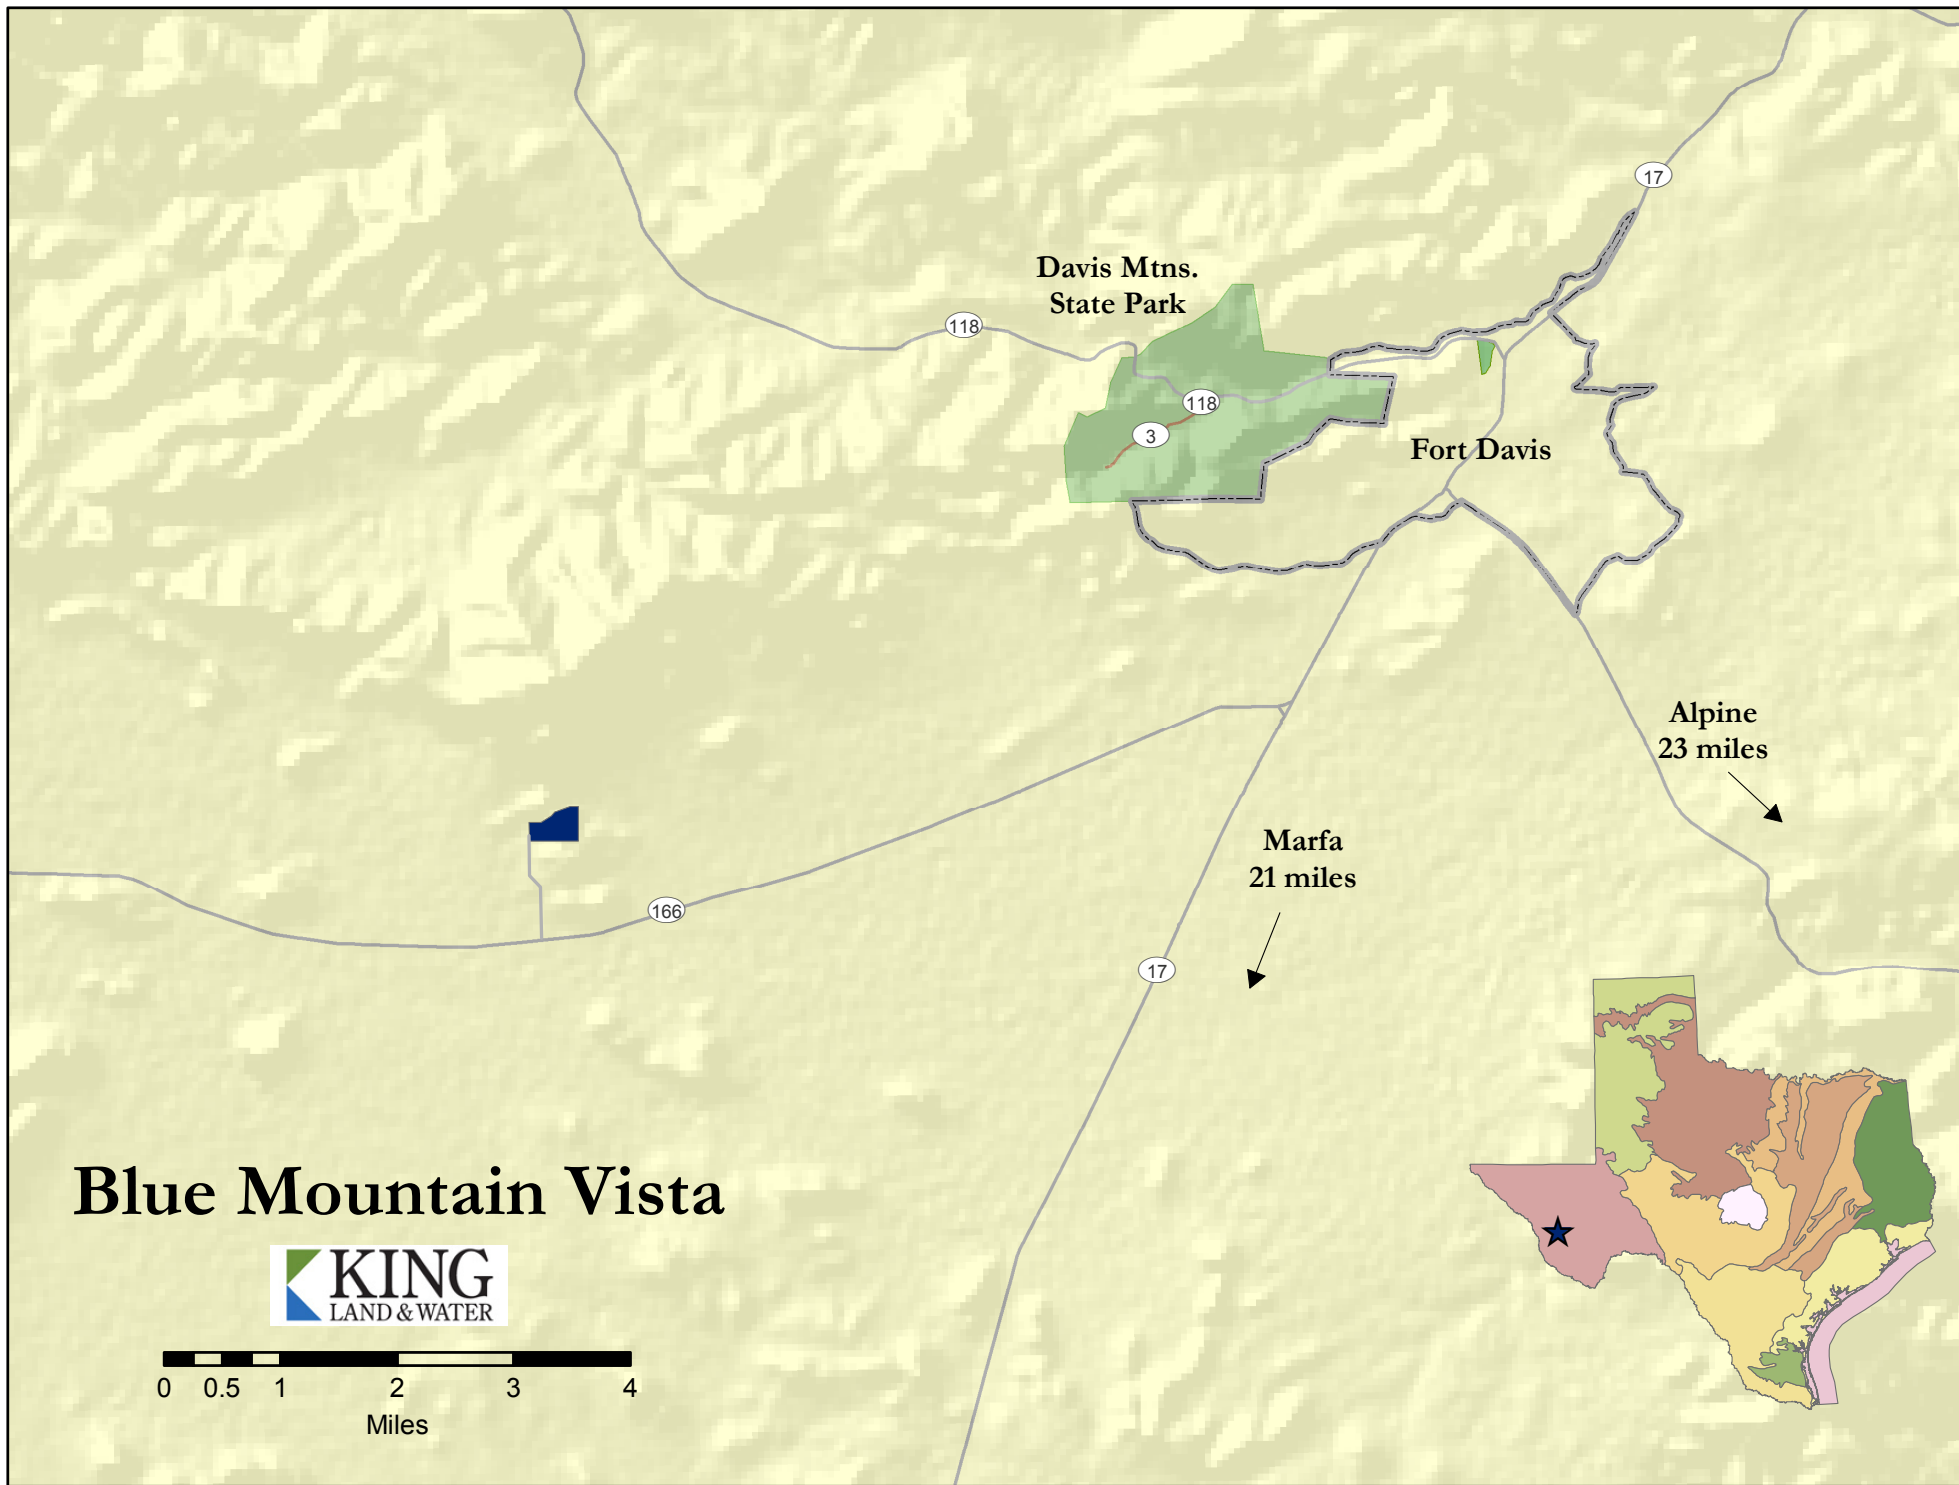 17
Davis Mtns.
State Park
118
118
3
Fort Davis
Alpine
23 miles
Marfa
21 miles
166
17
Blue Mountain Vista
KING
LAND & WATER
0 0.5 1 2 3 4
Miles